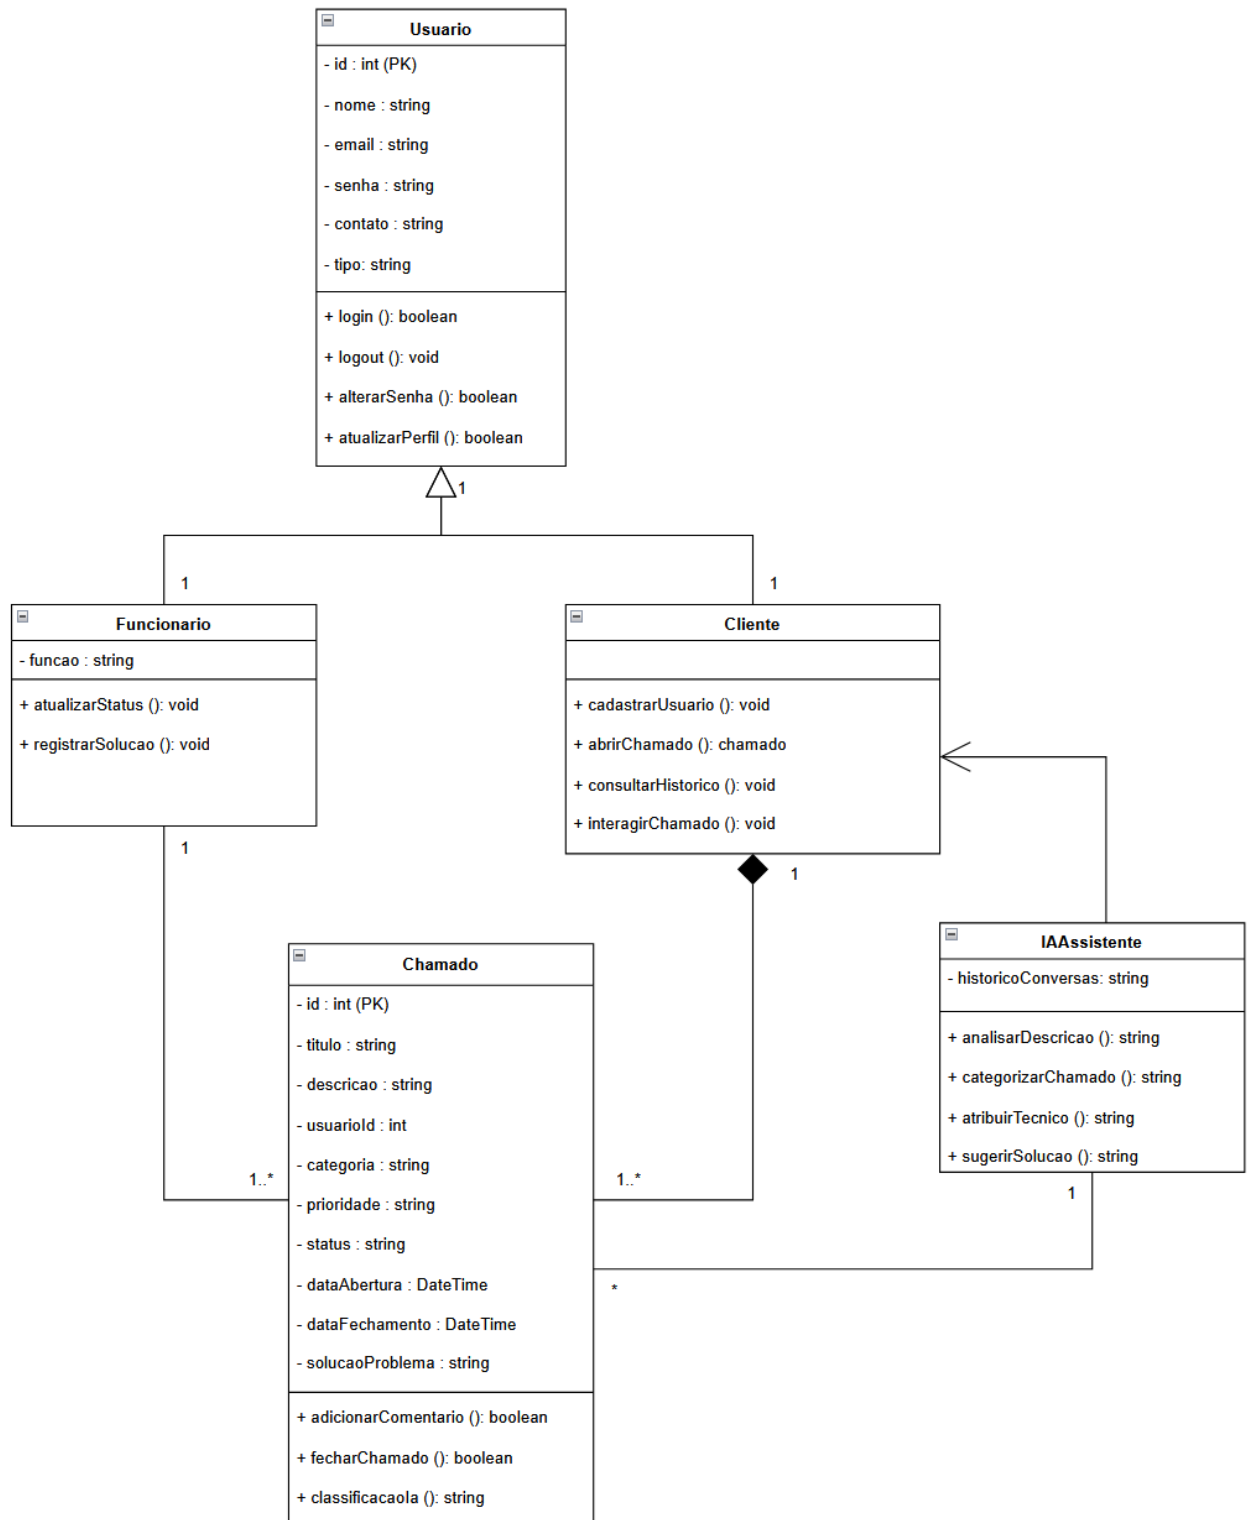 Usuario
- id : int (PK)
- nome : string
- email : string
- senha : string
- contato : string
- tipo: string
+ login (): boolean
+ logout (): void
+ alterarSenha (): boolean
+ atualizarPerfil (): boolean
1
1
1
Funcionario
- funcao : string
+ atualizarStatus (): void
+ registrarSolucao (): void
1
Cliente
+ cadastrarUsuario (): void
+ abrirChamado (): chamado
+ consultarHistorico (): void
+ interagirChamado (): void
1
IAAssistente
- historicoConversas: string
+ analisarDescricao (): string
+ categorizarChamado (): string
+ atribuirTecnico (): string
+ sugerirSolucao (): string
1
Chamado
- id : int (PK)
- titulo : string
- descricao : string
- usuarioId : int
- categoria : string
- prioridade : string
- status : string
- dataAbertura : DateTime
- dataFechamento : DateTime
- solucaoProblema : string
+ adicionarComentario (): boolean
+ fecharChamado (): boolean
+ classificacaoIa (): string
1..*
1..*
*